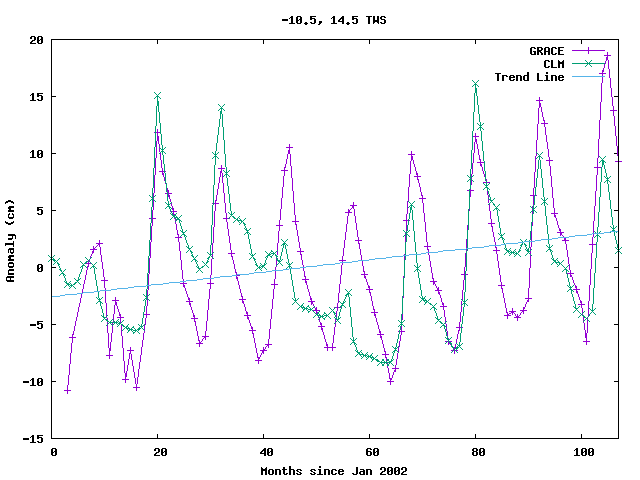 -10.5, 14.5 TWS
GRACE
CLM
Trend Line
20
15
10
5
0
-5
-10
-15
Anomaly (cm)
0 20 40 60 80 100
Months since Jan 2002